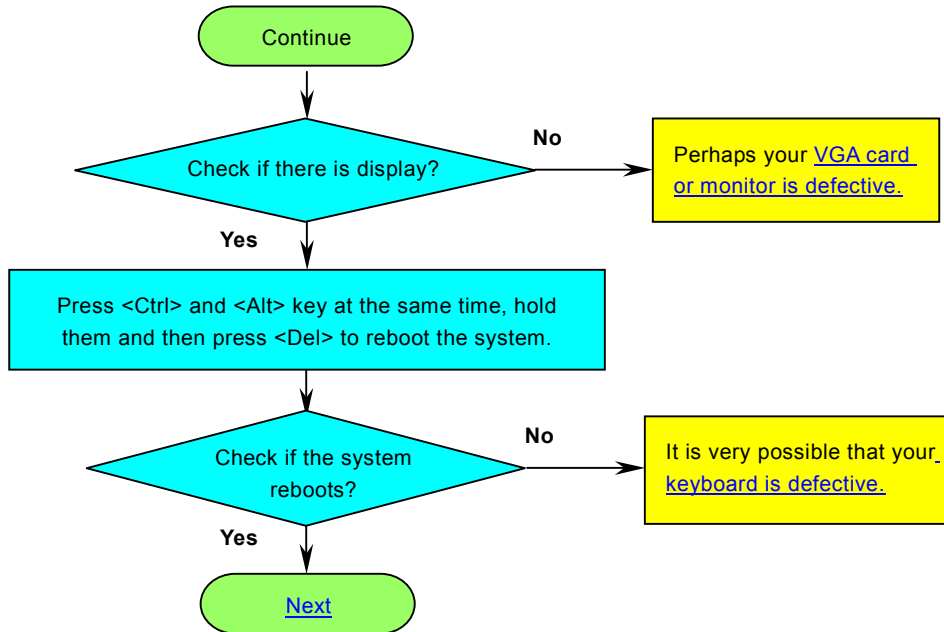 Continue
Check if there is display?
No
Perhaps your VGA card
or monitor is defective.
Yes
Press <Ctrl> and <Alt> key at the same time, hold
them and then press <Del> to reboot the system.
Check if the system
reboots?
No
It is very possible that your
keyboard is defective.
Yes
Next